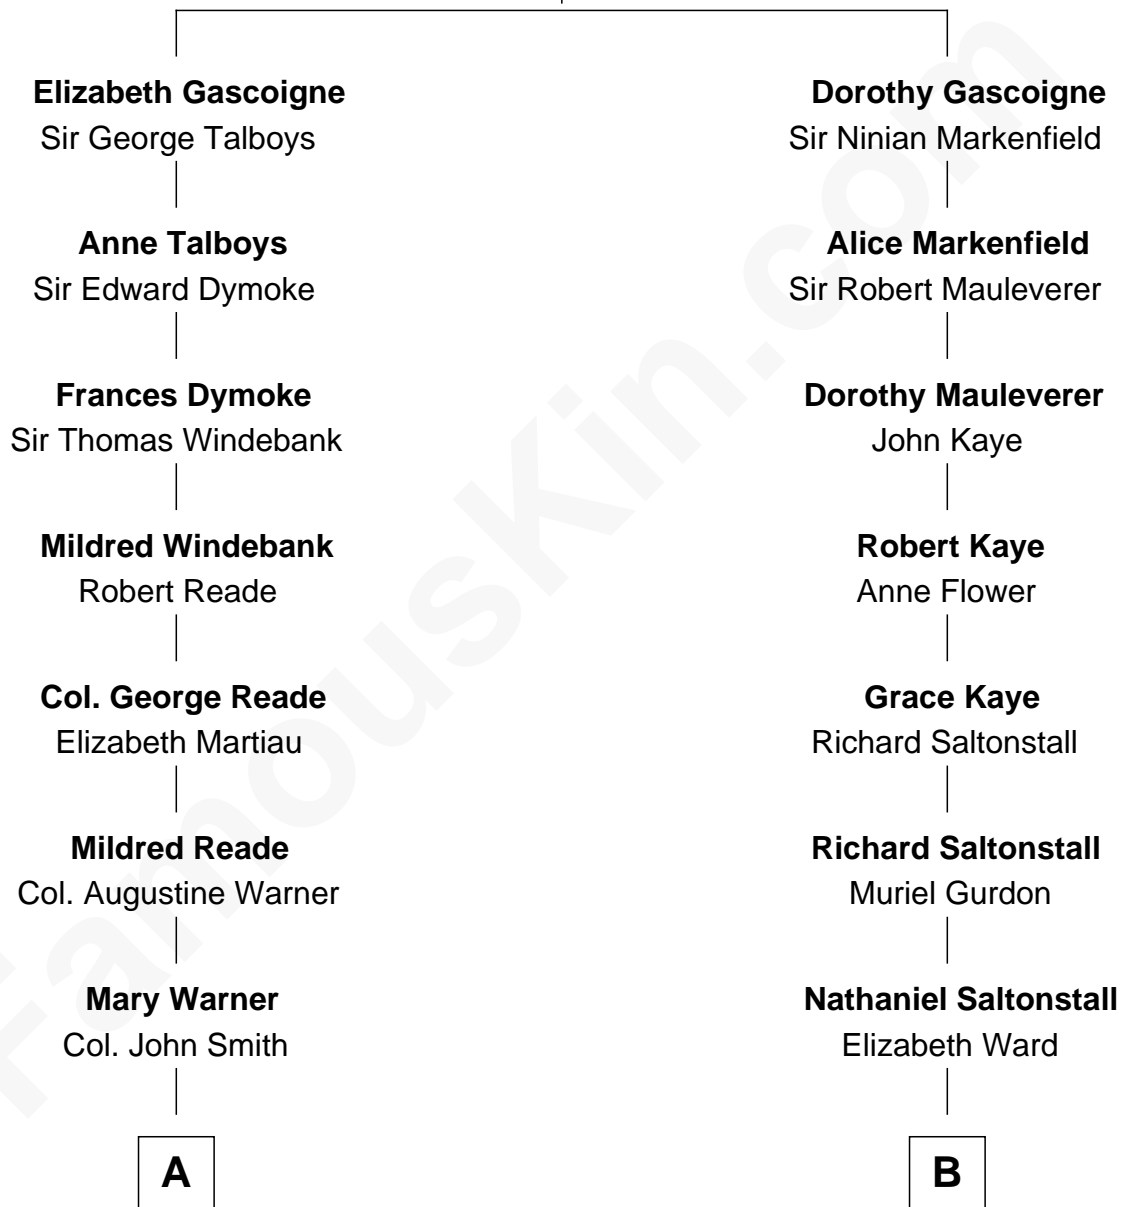 Elizabeth Gascoigne
Sir George Talboys
Dorothy Gascoigne
Sir Ninian Markenfield
Anne Talboys
Sir Edward Dymoke
Alice Markenfield
Sir Robert Mauleverer
Frances Dymoke
Sir Thomas Windebank
Dorothy Mauleverer
John Kaye
Mildred Windebank
Robert Reade
Robert Kaye
Anne Flower
Col. George Reade
Elizabeth Martiau
Grace Kaye
Richard Saltonstall
Mildred Reade
Col. Augustine Warner
Richard Saltonstall
Muriel Gurdon
Mary Warner
Col. John Smith
Nathaniel Saltonstall
Elizabeth Ward
A
B
FamousKin.com